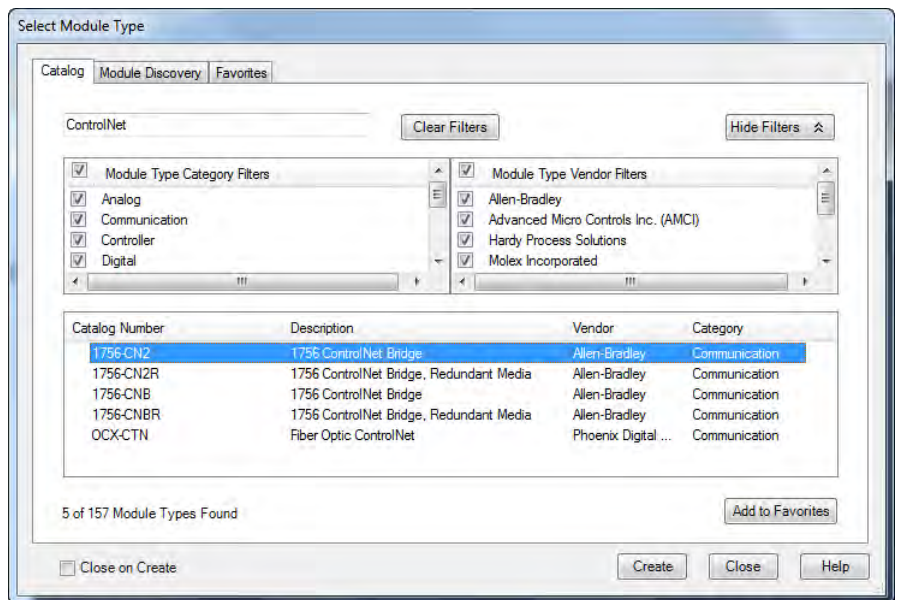 Select Module Type
Catalog Module Discovery Favorites
ControlNet Clear Filters Hide Filters
Module Type Category Filters
Analog
Communication
Controller
Digital
Module Type Vendor Filters
Allen-Bradley
Advanced Micro Controls Inc. (AMCI)
Hardy Process Solutions
Molex Incorporated
Catalog Number Description Vendor Category
1756-CN2 1756 ControlNet Bridge Allen-Bradley Communication
1756-CN2R 1756 ControlNet Bridge, Redundant Media Allen-Bradley Communication
1756-CNB 1756 ControlNet Bridge Allen-Bradley Communication
1756-CNBR 1756 ControlNet Bridge, Redundant Media Allen-Bradley Communication
OCX-CTN Fiber Optic ControlNet Phoenix Digital ... Communication
5 of 157 Module Types Found Add to Favorites
Close on Create Create Close Help